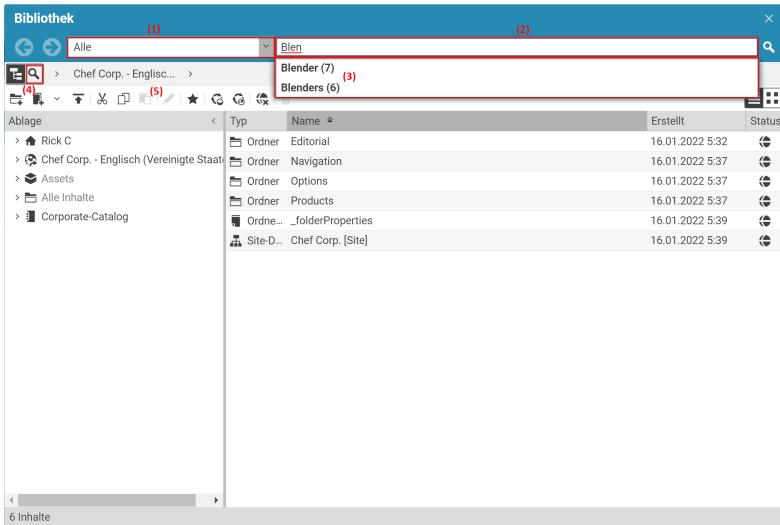 Bibliothek
(1)
(2)
Alle
Blen
Blender (7)
(3)
Blenders (6)
Chef Corp. - Englisc...
(4)
(5)
Ablage
Typ Name Erstellt Status
Rick C
Chef Corp. - Englisch (Vereinigte Staat
Assets
Alle Inhalte
Corporate-Catalog
Ordner Editorial 16.01.2022 5:32
Ordner Navigation 16.01.2022 5:37
Ordner Options 16.01.2022 5:37
Ordner Products 16.01.2022 5:37
Ordne... _folderProperties 16.01.2022 5:39
Site-D... Chef Corp. [Site] 16.01.2022 5:39
6 Inhalte